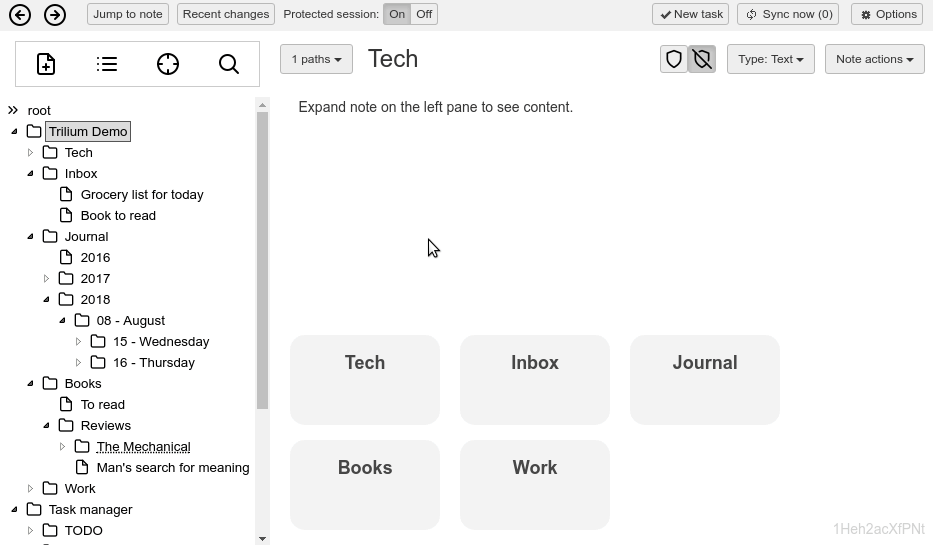 Jump to note Recent changes Protected session: On Off New task Sync now (0) Options
1 paths Tech Type: Text Note actions
Expand note on the left pane to see content.
root
Trilium Demo
Tech
Inbox
Grocery list for today
Book to read
Journal
2016
2017
2018
08 - August
15 - Wednesday
16 - Thursday
Books
To read
Reviews
The Mechanical
Man's search for meaning
Work
Task manager
TODO
Tech Inbox Journal
Books Work
1Heh2acXfPNt